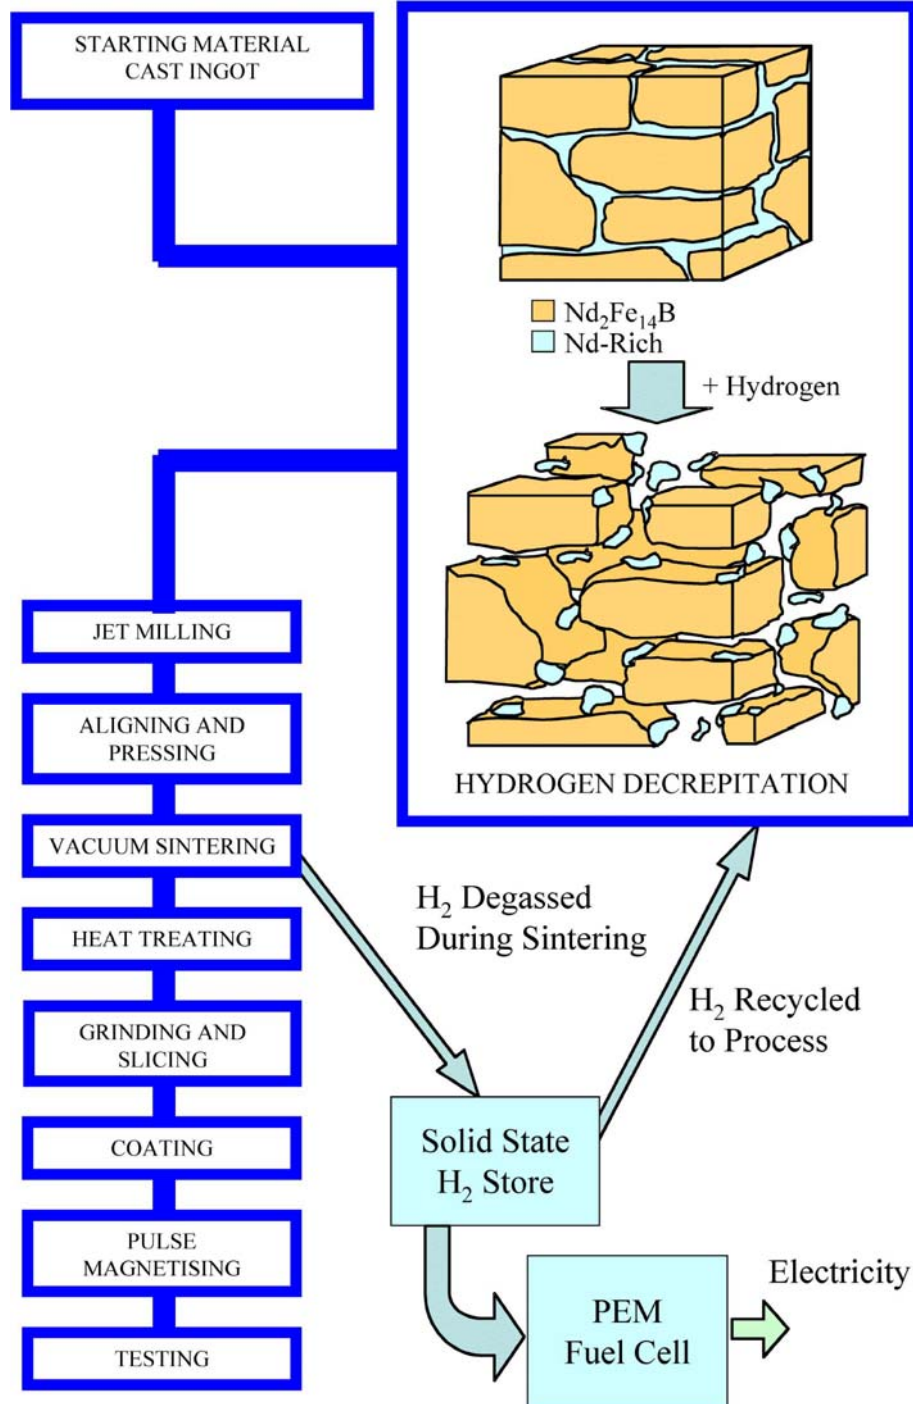 STARTING MATERIAL
CAST INGOT
Nd₂Fe₁₄B
Nd-Rich
+ Hydrogen
HYDROGEN DECREPITATION
JET MILLING
ALIGNING AND
PRESSING
VACUUM SINTERING
HEAT TREATING
GRINDING AND
SLICING
COATING
PULSE
MAGNETISING
TESTING
H₂ Degassed
During Sintering
H₂ Recycled
to Process
Solid State
H₂ Store
PEM
Fuel Cell
Electricity